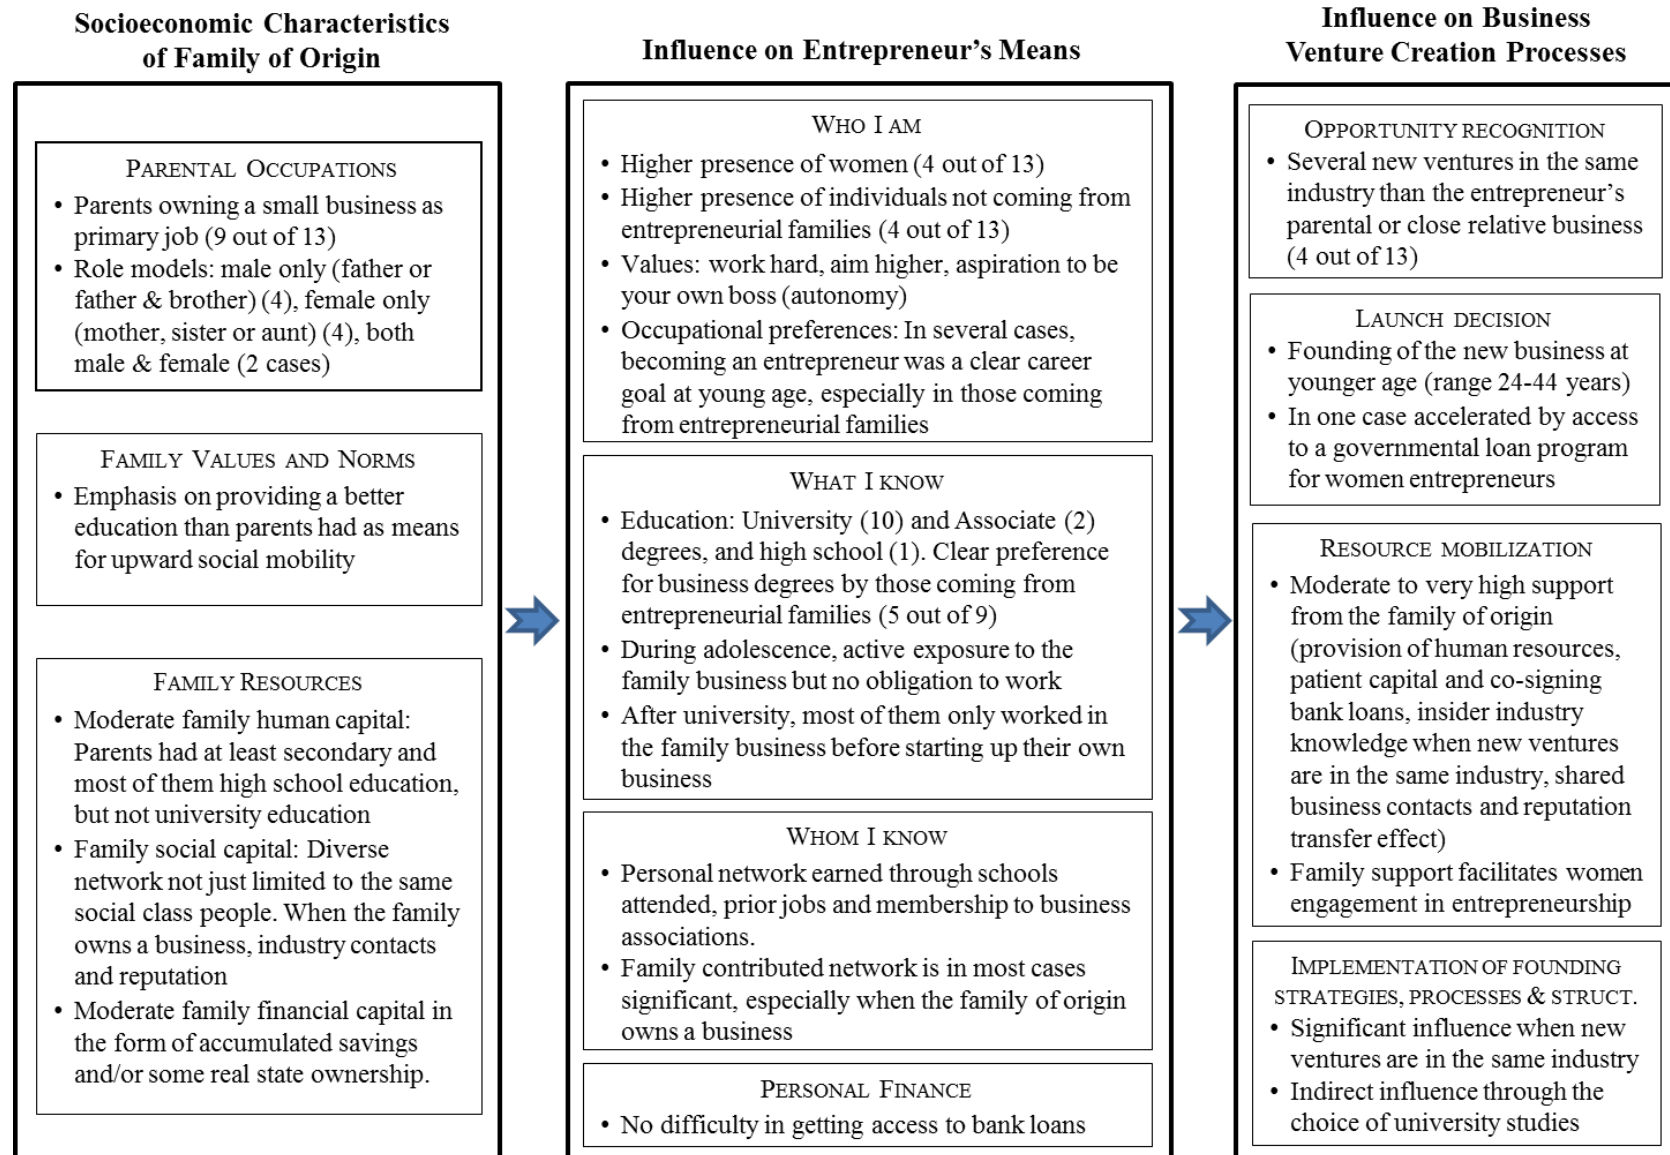 Socioeconomic Characteristics
of Family of Origin
PARENTAL OCCUPATIONS
• Parents owning a small business as
primary job (9 out of 13)
• Role models: male only (father or
father & brother) (4), female only
(mother, sister or aunt) (4), both
male & female (2 cases)
FAMILY VALUES AND NORMS
• Emphasis on providing a better
education than parents had as means
for upward social mobility
FAMILY RESOURCES
• Moderate family human capital:
Parents had at least secondary and
most of them high school education,
but not university education
• Family social capital: Diverse
network not just limited to the same
social class people. When the family
owns a business, industry contacts
and reputation
• Moderate family financial capital in
the form of accumulated savings
and/or some real state ownership.
Influence on Entrepreneur’s Means
WHO I AM
• Higher presence of women (4 out of 13)
• Higher presence of individuals not coming from
entrepreneurial families (4 out of 13)
• Values: work hard, aim higher, aspiration to be
your own boss (autonomy)
• Occupational preferences: In several cases,
becoming an entrepreneur was a clear career
goal at young age, especially in those coming
from entrepreneurial families
WHAT I KNOW
• Education: University (10) and Associate (2)
degrees, and high school (1). Clear preference
for business degrees by those coming from
entrepreneurial families (5 out of 9)
• During adolescence, active exposure to the
family business but no obligation to work
• After university, most of them only worked in
the family business before starting up their own
business
WHOM I KNOW
• Personal network earned through schools
attended, prior jobs and membership to business
associations.
• Family contributed network is in most cases
significant, especially when the family of origin
owns a business
PERSONAL FINANCE
• No difficulty in getting access to bank loans
Influence on Business
Venture Creation Processes
OPPORTUNITY RECOGNITION
• Several new ventures in the same
industry than the entrepreneur’s
parental or close relative business
(4 out of 13)
LAUNCH DECISION
• Founding of the new business at
younger age (range 24-44 years)
• In one case accelerated by access
to a governmental loan program
for women entrepreneurs
RESOURCE MOBILIZATION
• Moderate to very high support
from the family of origin
(provision of human resources,
patient capital and co-signing
bank loans, insider industry
knowledge when new ventures
are in the same industry, shared
business contacts and reputation
transfer effect)
• Family support facilitates women
engagement in entrepreneurship
IMPLEMENTATION OF FOUNDING
STRATEGIES, PROCESSES & STRUCT.
• Significant influence when new
ventures are in the same industry
• Indirect influence through the
choice of university studies